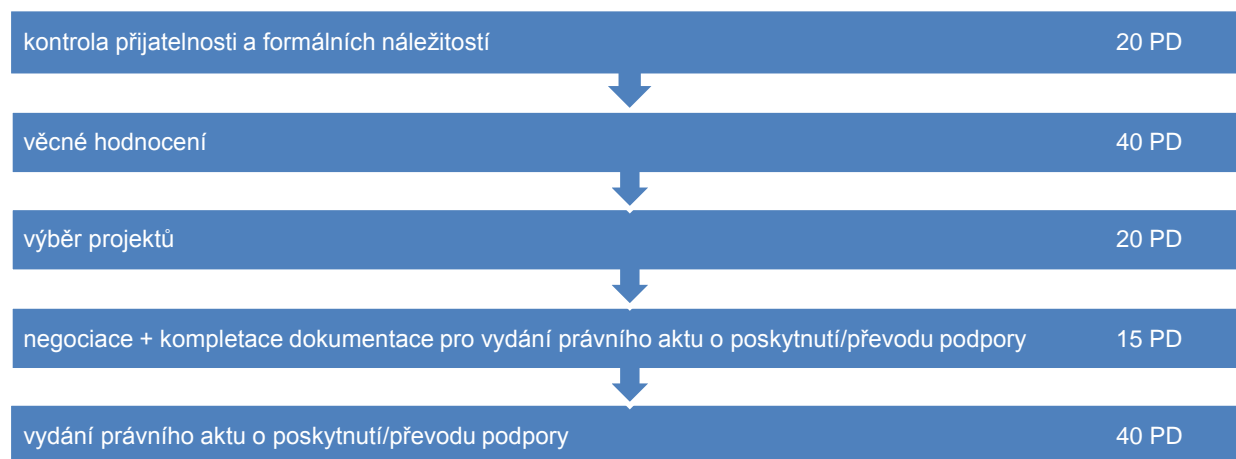 kontrola přijatelnosti a formálních náležitostí 20 PD
věcné hodnocení 40 PD
výběr projektů 20 PD
negociace + kompletace dokumentace pro vydání právního aktu o poskytnutí/převodu podpory 15 PD
vydání právního aktu o poskytnutí/převodu podpory 40 PD